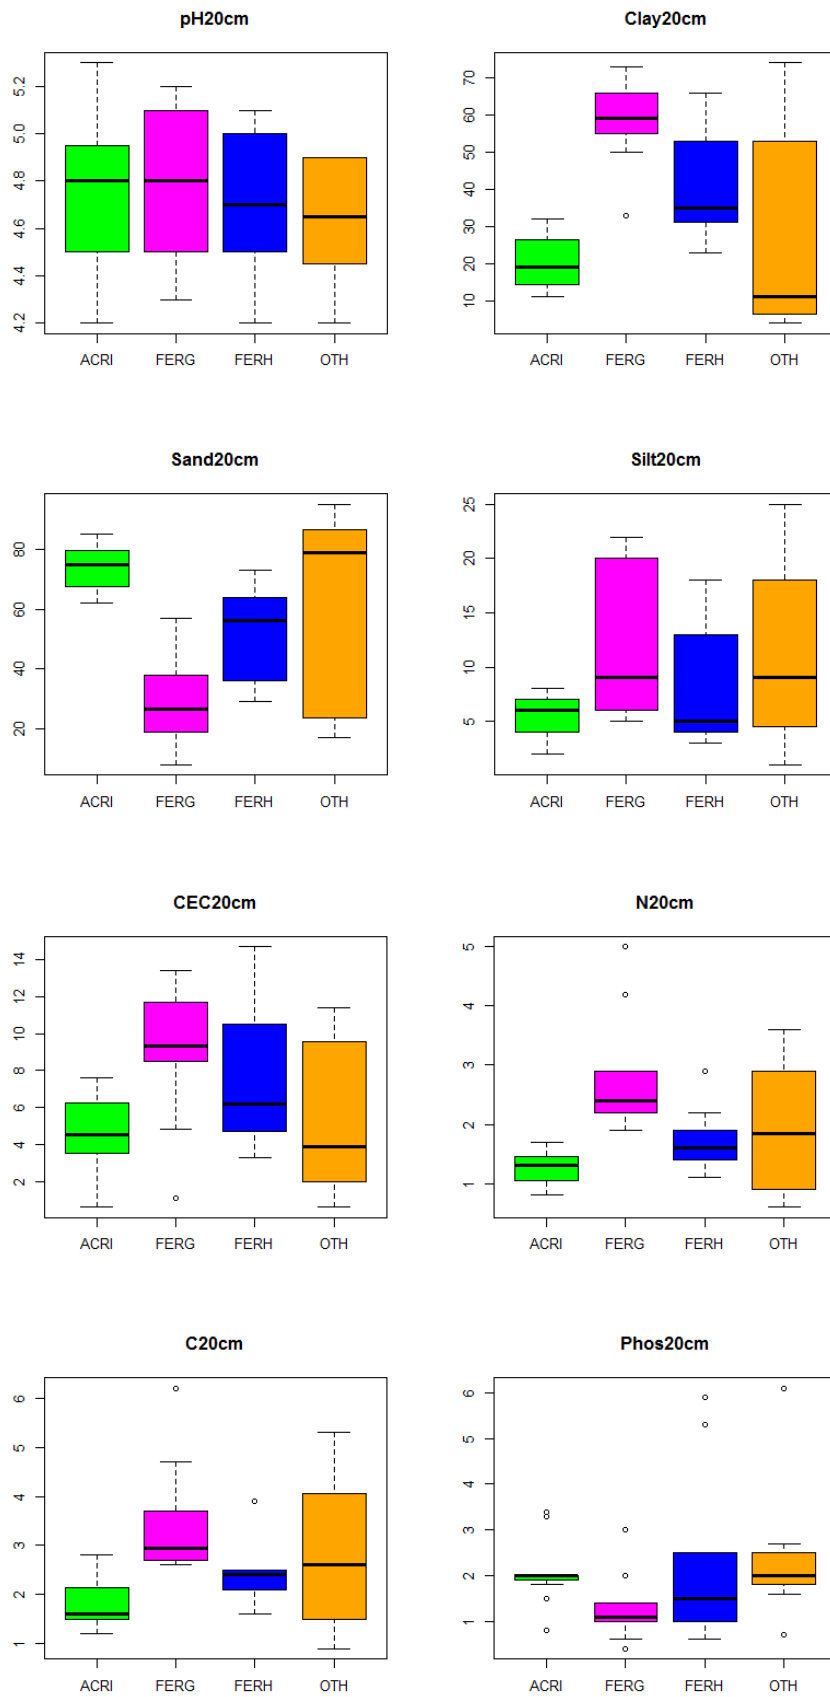 pH20cm
5.2
5.0
4.8
4.6
4.4
4.2
ACRI FERG FERH OTH
Clay20cm
70
60
50
40
30
20
10
ACRI FERG FERH OTH
Sand20cm
80
60
40
20
ACRI FERG FERH OTH
Silt20cm
25
20
15
10
5
ACRI FERG FERH OTH
CEC20cm
14
12
10
8
6
4
2
ACRI FERG FERH OTH
N20cm
5
4
3
2
1
ACRI FERG FERH OTH
C20cm
6
5
4
3
2
1
ACRI FERG FERH OTH
Phos20cm
6
5
4
3
2
1
ACRI FERG FERH OTH